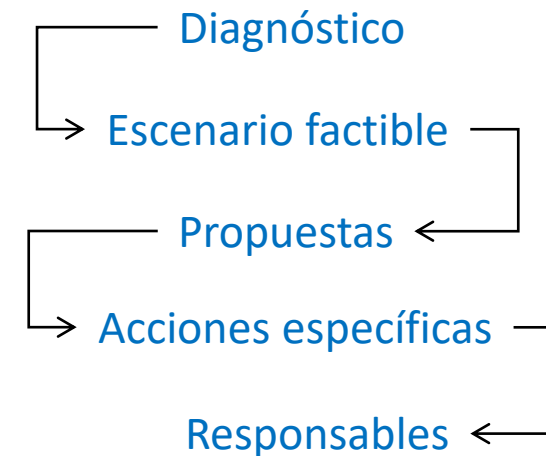 Diagnóstico
Escenario factible
Propuestas
Acciones específicas
Responsables